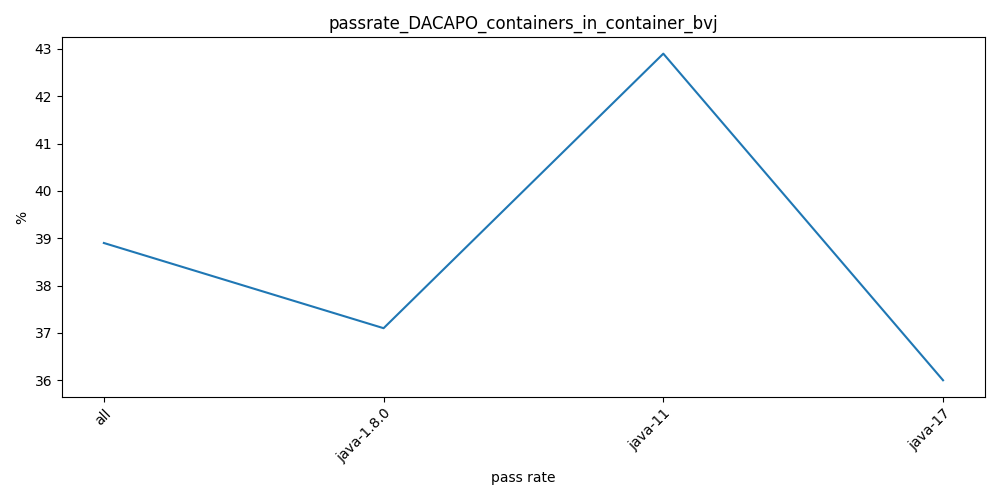 passrate_DACAPO_containers_in_container_bvj
43
42
41
40
39
38
37
36
%
all
java-1.8.0
java-11
java-17
pass rate